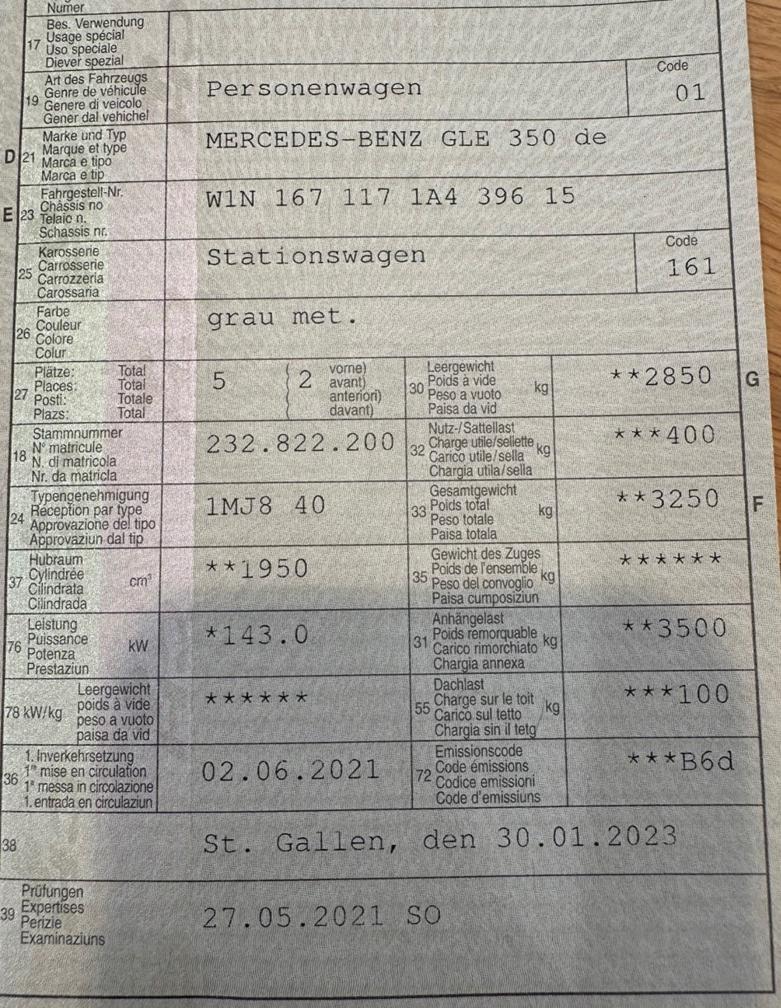 Numer
17 Bes. Verwendung
Usage spécial
Uso speciale
Diever spezial
19 Art des Fahrzeugs
Genre de véhicule
Genere di veicolo
Gener dal vehichel
Personenwagen
Code
01
D 21 Marke und Typ
Marque et type
Marca e tipo
Marca e tip
MERCEDES-BENZ GLE 350 de
E 23 Fahrgestell-Nr.
Châssis no
Telaio n.
Schassis nr.
W1N 167 117 1A4 396 15
25 Karosserie
Carrosserie
Carrozzeria
Carossaria
Stationswagen
Code
161
26 Farbe
Couleur
Colore
Colur
grau met.
27 Plätze: Total
Places: Total
Posti: Totale
Plazs: Total
5 ( 2 vorne)
avant)
anteriori)
davant)
30 Leergewicht
Poids à vide
Peso a vuoto
Paisa da vid
kg
**2850 G
18 Stammnummer
N° matricule
N. di matricola
Nr. da matricla
232.822.200
32 Nutz-/Sattellast
Charge utile/sellette
Carico utile/sella
Chargia utila/sella
kg
***400
24 Typengenehmigung
Réception par type
Approvazione del tipo
Approvaziun dal tip
1MJ8 40
33 Gesamtgewicht
Poids total
Peso totale
Paisa totala
kg
**3250 F
37 Hubraum
Cylindrée
Cilindrata
Cilindrada
cm³
**1950
35 Gewicht des Zuges
Poids de l'ensemble
Peso del convoglio
Paisa cumposiziun
kg
******
76 Leistung
Puissance
Potenza
Prestaziun
kW
*143.0
31 Anhängelast
Poids remorquable
Carico rimorchiato
Chargia annexa
kg
**3500
78 kW/kg Leergewicht
poids à vide
peso a vuoto
paisa da vid
******
55 Dachlast
Charge sur le toit
Carico sul tetto
Chargia sin il tetg
kg
***100
36 1. Inverkehrsetzung
1re mise en circulation
1a messa in circolazione
1. entrada en circulaziun
02.06.2021
72 Emissionscode
Code émissions
Codice emissioni
Code d'emissiuns
***B6d
38 St. Gallen, den 30.01.2023
39 Prüfungen
Expertises
Perizie
Examinaziuns
27.05.2021 SO